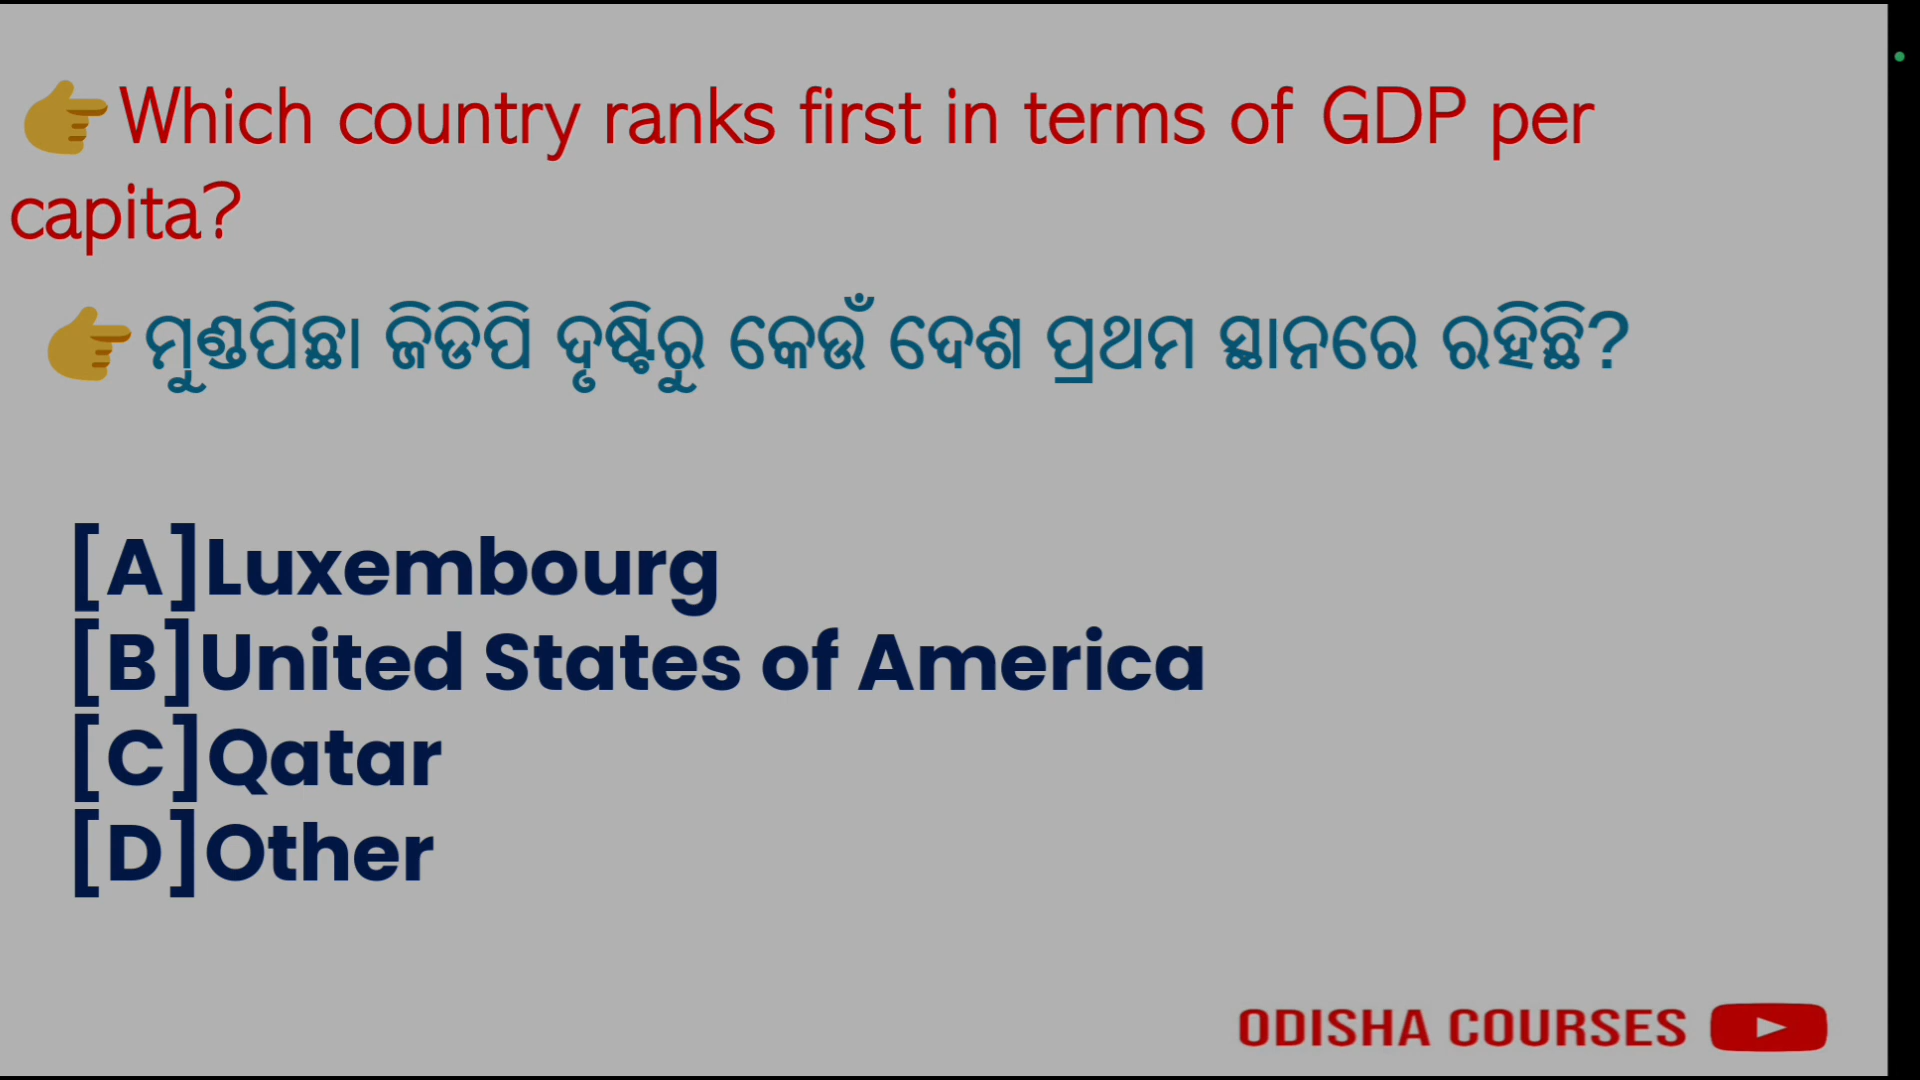 👉Which country ranks first in terms of GDP per
capita?
👉ମୁଣ୍ଡପିଛା ଜିଡିପି ଦୃଷ୍ଟିରୁ କେଉଁ ଦେଶ ପ୍ରଥମ ସ୍ଥାନରେ ରହିଛି?
[A]Luxembourg
[B]United States of America
[C]Qatar
[D]Other
ODISHA COURSES